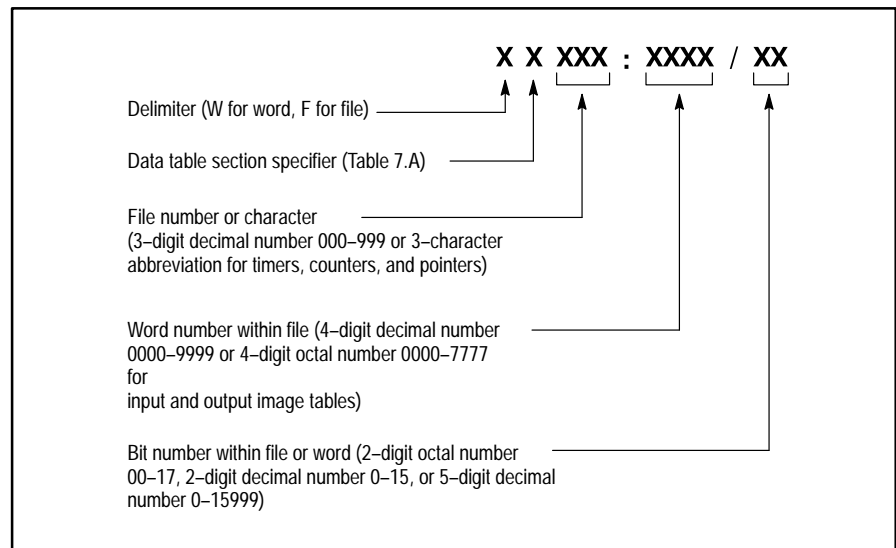 X X XXX : XXXX / XX
Delimiter (W for word, F for file)
Data table section specifier (Table 7.A)
File number or character
(3–digit decimal number 000–999 or 3–character
abbreviation for timers, counters, and pointers)
Word number within file (4–digit decimal number
0000–9999 or 4–digit octal number 0000–7777
for
input and output image tables)
Bit number within file or word (2–digit octal number
00–17, 2–digit decimal number 0–15, or 5–digit decimal
number 0–15999)